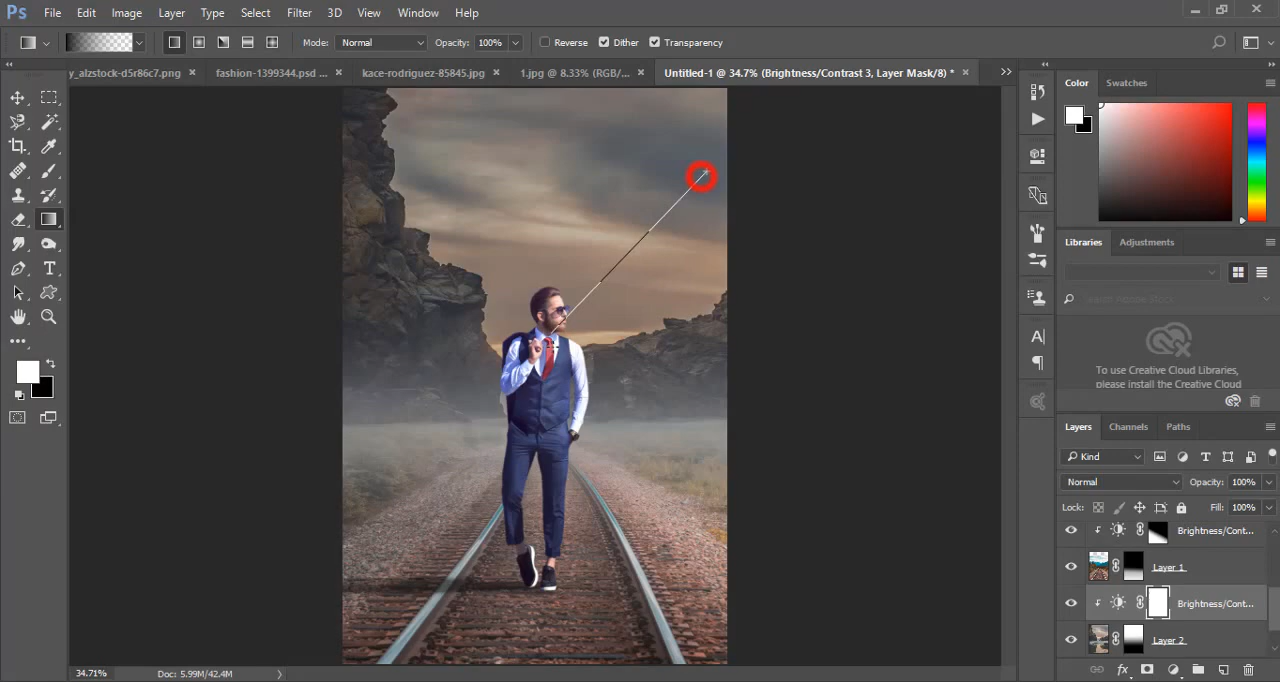 Ps File Edit Image Layer Type Select Filter 3D View Window Help
Mode: Normal Opacity: 100% Reverse Dither Transparency
y_alzstock-d5r86c7.png × fashion-1399344.psd ... × kace-rodriguez-85845.jpg × 1.jpg @ 8.33% (RGB/... × Untitled-1 @ 34.7% (Brightness/Contrast 3, Layer Mask/8) * ×
Color Swatches
Libraries Adjustments
Search Adobe Stock
To use Creative Cloud Libraries,
please install the Creative Cloud
Layers Channels Paths
Kind
Normal Opacity: 100%
Lock: Fill: 100%
Brightness/Cont...
Layer 1
Brightness/Cont...
Layer 2
34.71% Doc: 5.99M/42.4M